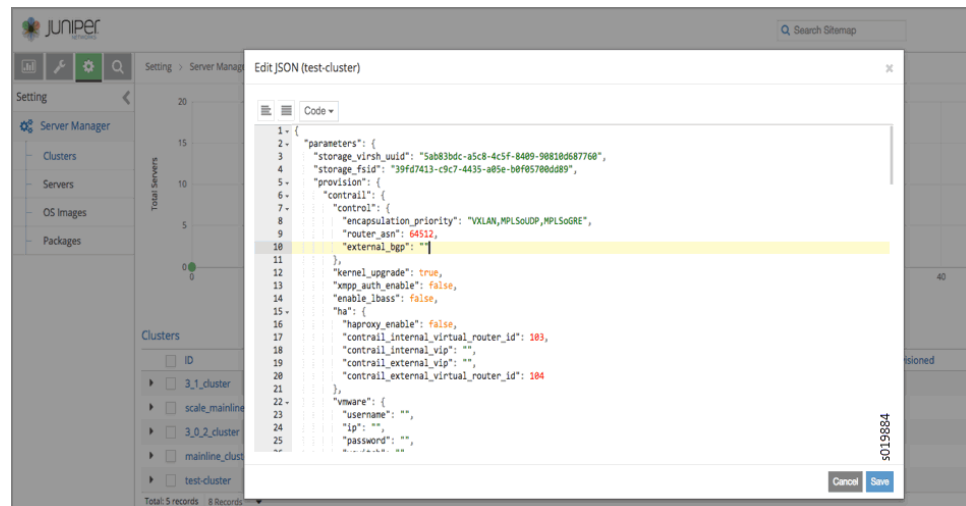 JUNIPER
NETWORKS
Search Sitemap
Setting > Server Manag
Edit JSON (test-cluster)
×
Setting
Server Manager
Clusters
Servers
OS Images
Packages
Total Servers
20
15
10
5
0
0
40
Code
1 {
2 "parameters": {
3 "storage_virsh_uuid": "5ab83bdc-a5c8-4c5f-8409-90810d687760",
4 "storage_fsid": "39fd7413-c9c7-4435-a05e-b0f05700dd89",
5 "provision": {
6 "contrail": {
7 "control": {
8 "encapsulation_priority": "VXLAN,MPLSoUDP,MPLSoGRE",
9 "router_asn": 64512,
10 "external_bgp": ""
11 },
12 "kernel_upgrade": true,
13 "xmpp_auth_enable": false,
14 "enable_lbass": false,
15 "ha": {
16 "haproxy_enable": false,
17 "contrail_internal_virtual_router_id": 103,
18 "contrail_internal_vip": "",
19 "contrail_external_vip": "",
20 "contrail_external_virtual_router_id": 104
21 },
22 "vmware": {
23 "username": "",
24 "ip": "",
25 "password": "",
Clusters
ID
isioned
3_1_cluster
scale_mainline
3_0_2_cluster
mainline_clust
test-cluster
Total: 5 records 8 Records
Cancel Save
s019884